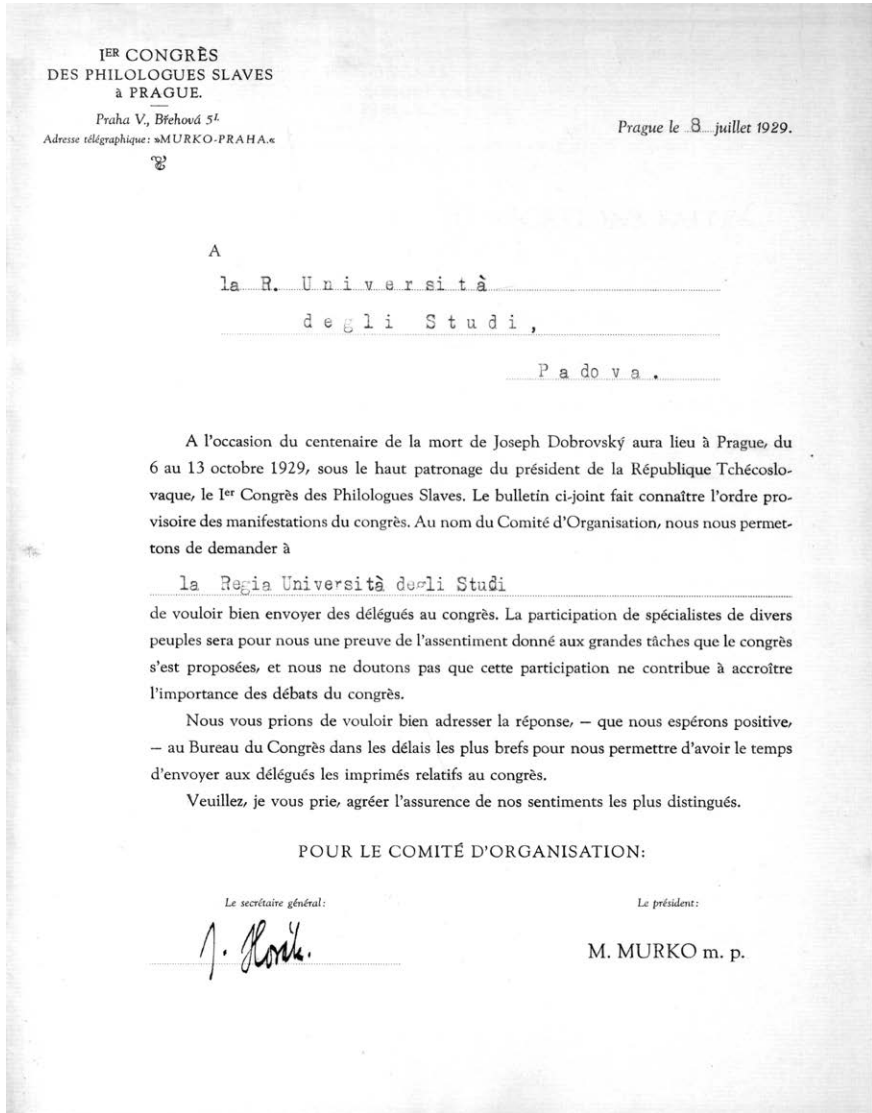 IER CONGRÈS
DES PHILOLOGUES SLAVES
à PRAGUE.
Praha V., Břehová 5
Adresse télégraphique: »MURKO-PRAHA.«
Prague le 8 juillet 1929.
A
la R. Università
degli Studi,
Padova.
A l'occasion du centenaire de la mort de Joseph Dobrovský aura lieu à Prague, du
6 au 13 octobre 1929, sous le haut patronage du président de la République Tchécoslo-
vaque, le Ier Congrès des Philologues Slaves. Le bulletin ci-joint fait connaître l'ordre pro-
visoire des manifestations du congrès. Au nom du Comité d'Organisation, nous nous permet-
tons de demander à
la Regia Università degli Studi
de vouloir bien envoyer des délégués au congrès. La participation de spécialistes de divers
peuples sera pour nous une preuve de l'assentiment donné aux grandes tâches que le congrès
s'est proposées, et nous ne doutons pas que cette participation ne contribue à accroître
l'importance des débats du congrès.
Nous vous prions de vouloir bien adresser la réponse, — que nous espérons positive,
— au Bureau du Congrès dans les délais les plus brefs pour nous permettre d'avoir le temps
d'envoyer aux délégués les imprimés relatifs au congrès.
Veuillez, je vous prie, agréer l'assurence de nos sentiments les plus distingués.
POUR LE COMITÉ D'ORGANISATION:
Le secrétaire général:
Le président:
J. Horák.
M. MURKO m. p.